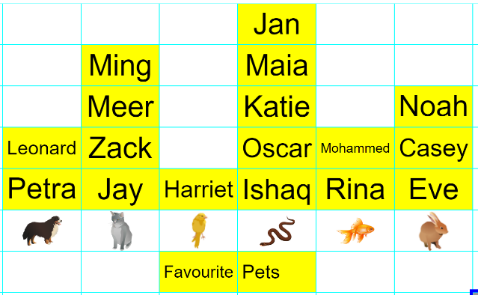 Jan
Ming Maia
Meer Katie Noah
Leonard Zack Oscar Mohammed Casey
Petra Jay Harriet Ishaq Rina Eve
Favourite Pets